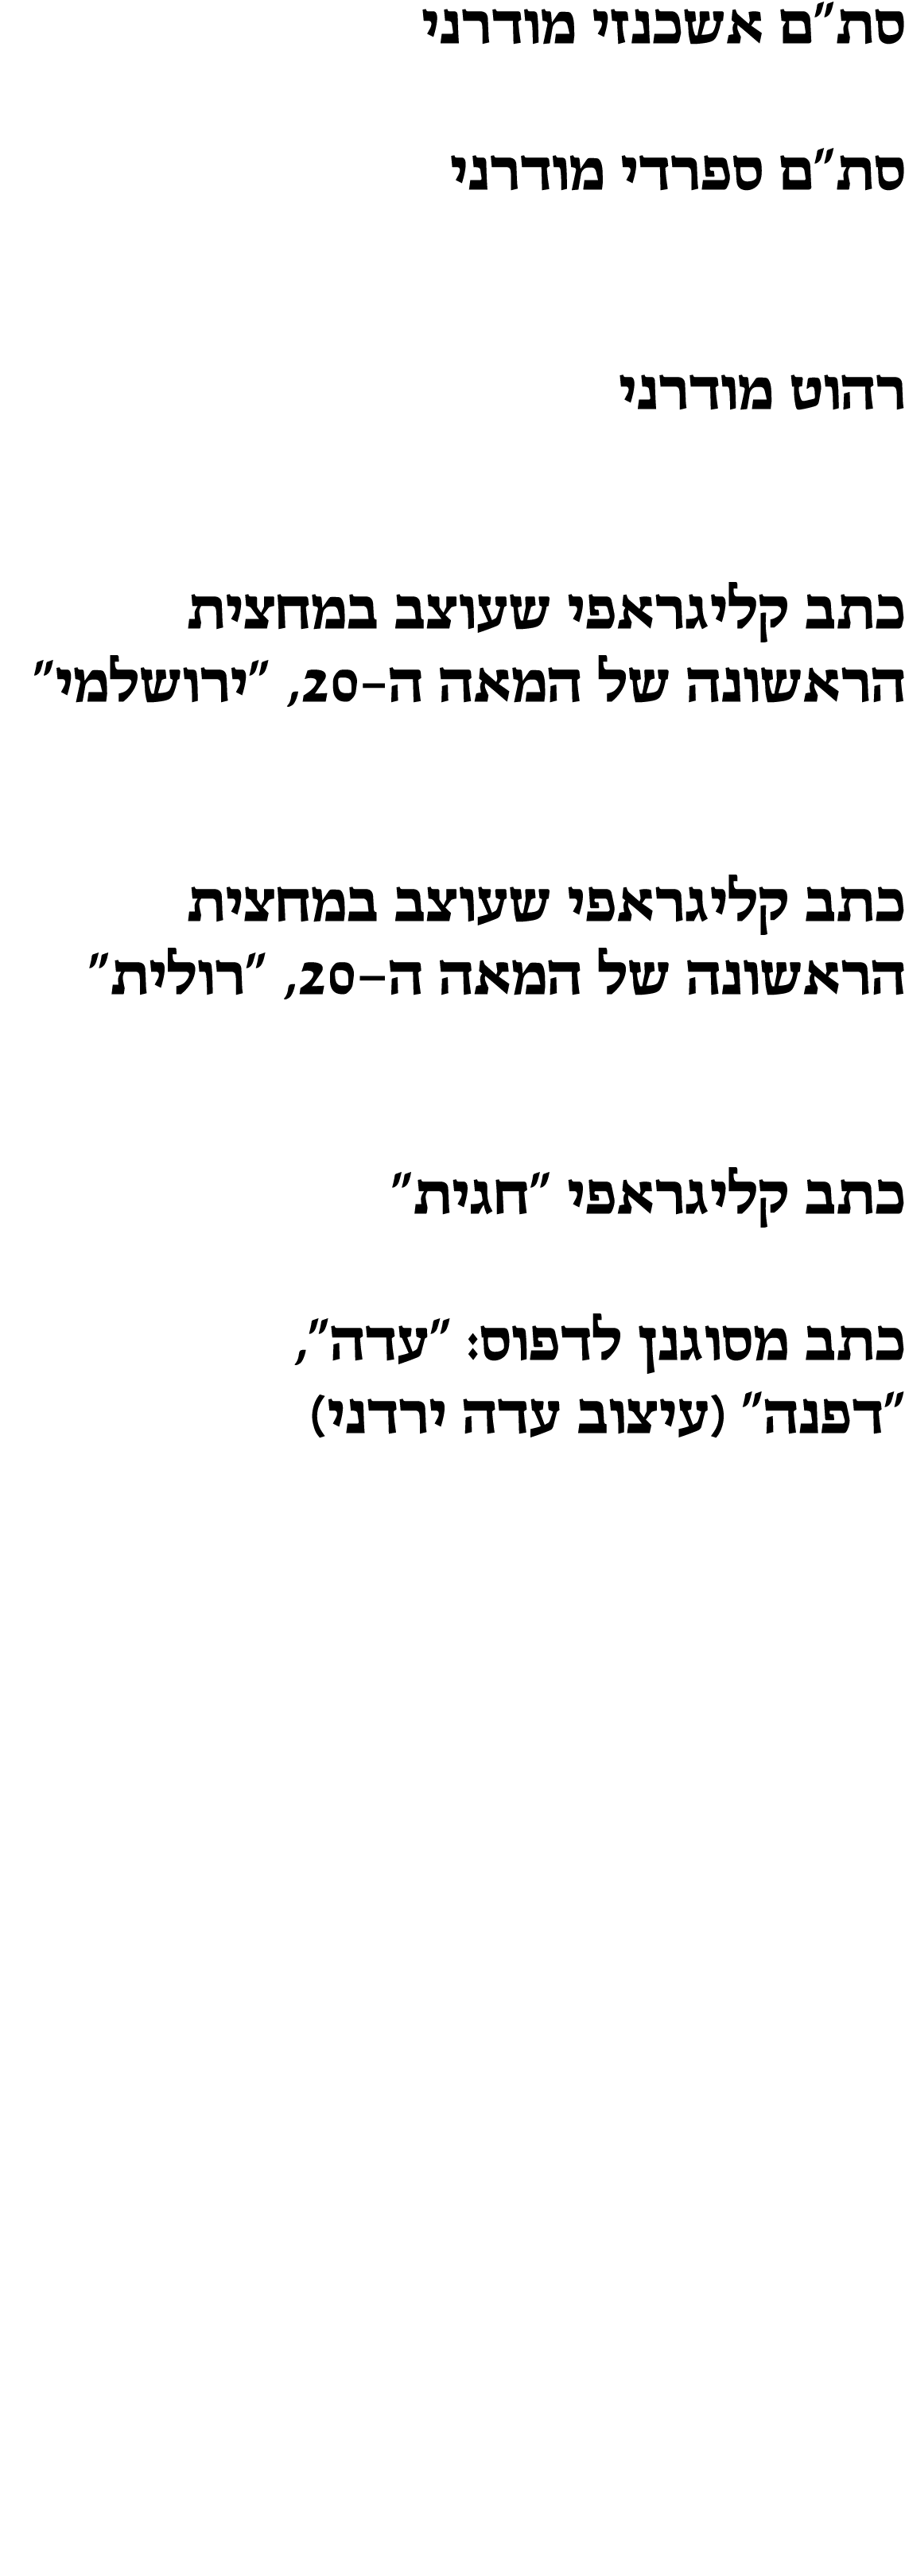 סת״ם אשכנזי מודרני
סת״ם ספרדי מודרני
רהוט מודרני
כתב קליגראפי שעוצב במחצית
הראשונה של המאה ה-20, ״ירושלמי״
כתב קליגראפי שעוצב במחצית
הראשונה של המאה ה-20, ״רולית״
כתב קליגראפי ״חגית״
כתב מסוגנן לדפוס: ״עדה״,
״דפנה״ (עיצוב עדה ירדני)